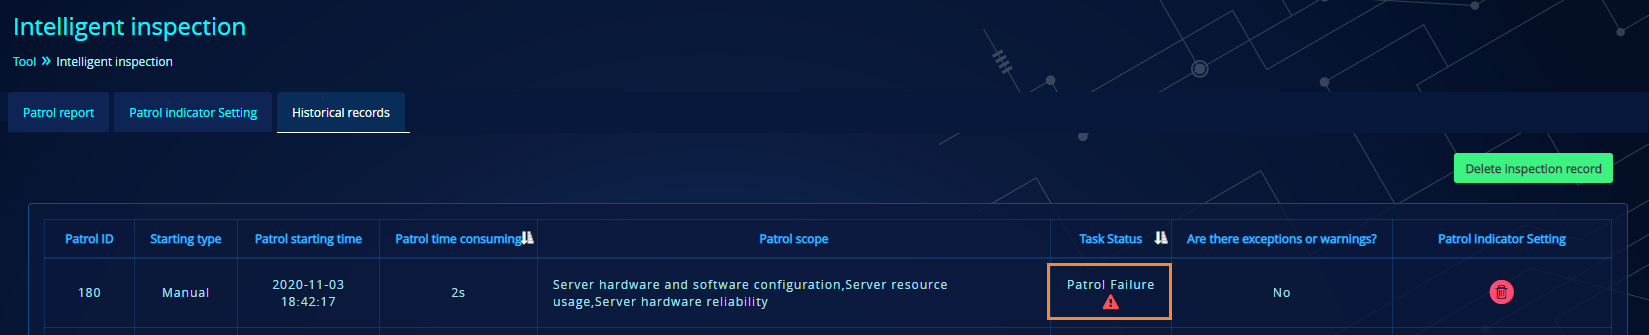 Intelligent inspection
Tool » Intelligent inspection
Patrol report Patrol indicator Setting Historical records
Delete inspection record
Patrol ID Starting type Patrol starting time Patrol time consuming Patrol scope Task Status Are there exceptions or warnings? Patrol indicator Setting
180 Manual 2020-11-03 2s Server hardware and software configuration,Server resource Patrol Failure No
18:42:17 usage,Server hardware reliability